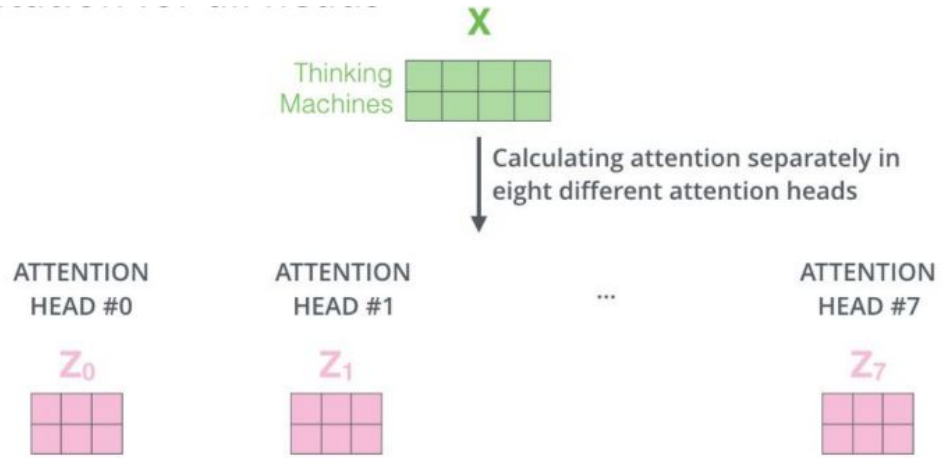 X
Thinking
Machines
Calculating attention separately in
eight different attention heads
ATTENTION
HEAD #0
ATTENTION
HEAD #1
...
ATTENTION
HEAD #7
Z₀
Z₁
Z₇